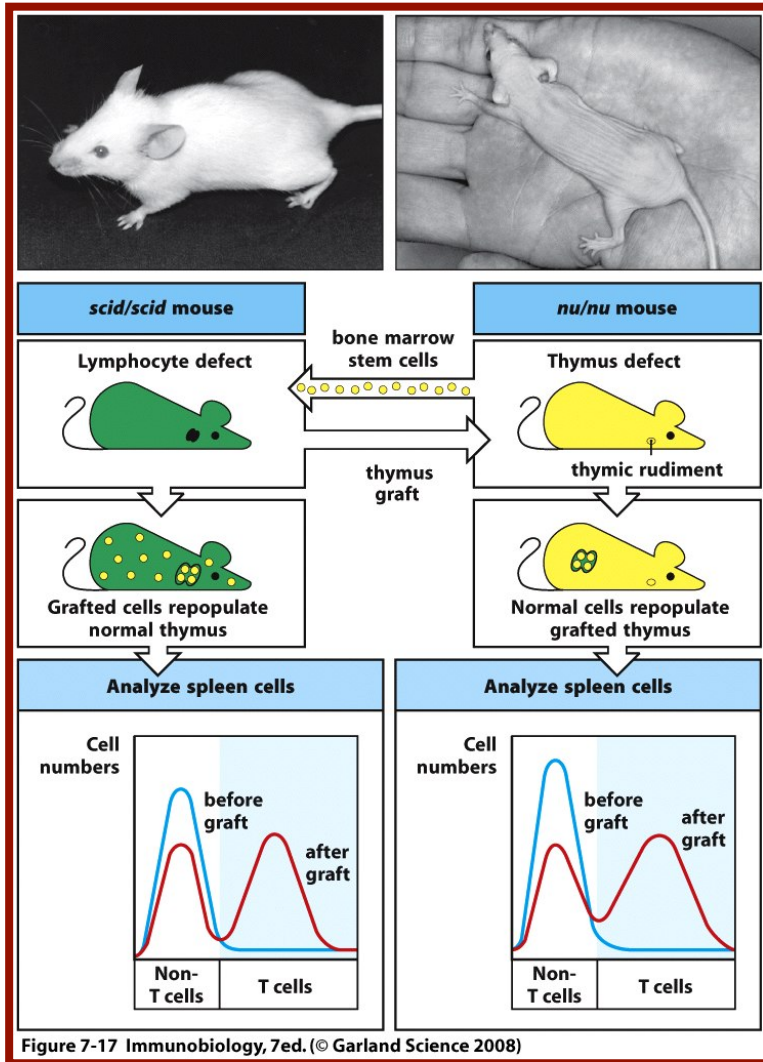 scid/scid mouse
nu/nu mouse
bone marrow
stem cells
Lymphocyte defect
Thymus defect
thymus
graft
thymic rudiment
Grafted cells repopulate
normal thymus
Normal cells repopulate
grafted thymus
Analyze spleen cells
Cell
numbers
before
graft
after
graft
Non-
T cells
T cells
Analyze spleen cells
Cell
numbers
before
graft
after
graft
Non-
T cells
T cells
Figure 7-17 Immunobiology, 7ed. (© Garland Science 2008)